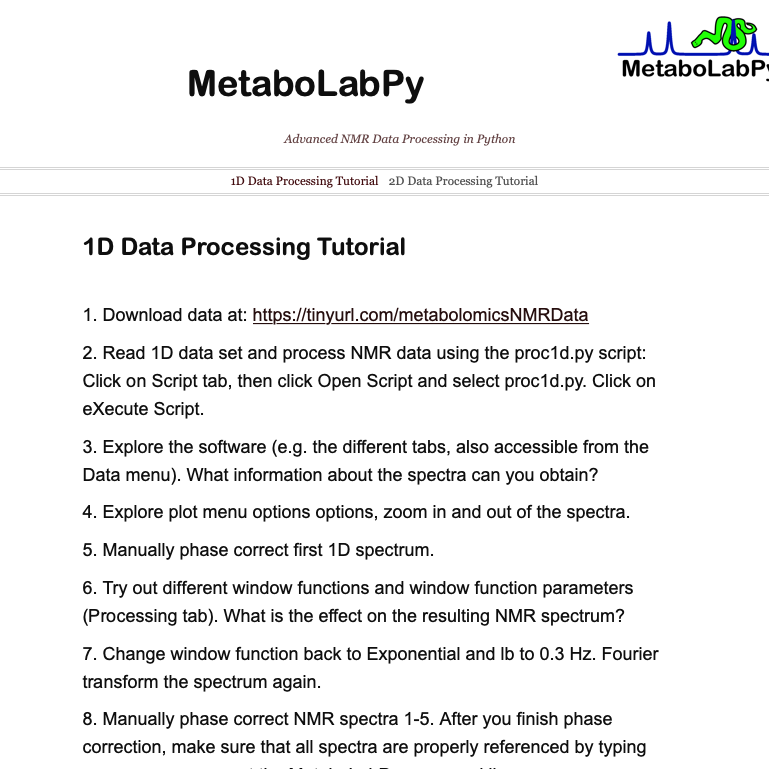 MetaboLabPy
MetaboLabPy
Advanced NMR Data Processing in Python
1D Data Processing Tutorial 2D Data Processing Tutorial
1D Data Processing Tutorial
1. Download data at: https://tinyurl.com/metabolomicsNMRData
2. Read 1D data set and process NMR data using the proc1d.py script:
Click on Script tab, then click Open Script and select proc1d.py. Click on
eXecute Script.
3. Explore the software (e.g. the different tabs, also accessible from the
Data menu). What information about the spectra can you obtain?
4. Explore plot menu options options, zoom in and out of the spectra.
5. Manually phase correct first 1D spectrum.
6. Try out different window functions and window function parameters
(Processing tab). What is the effect on the resulting NMR spectrum?
7. Change window function back to Exponential and lb to 0.3 Hz. Fourier
transform the spectrum again.
8. Manually phase correct NMR spectra 1-5. After you finish phase
correction, make sure that all spectra are properly referenced by typing